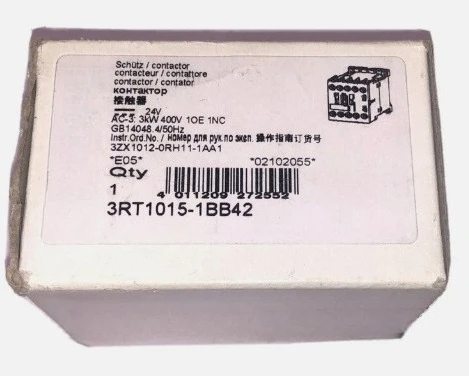 Schütz / contactor
contacteur / contattore
contactor / contator
контактор
接触器
24V
AC-3: 3kW 400V 1OE 1NC
GB14048.4/50Hz
Instr.Ord.No. / Номер для рук.по эксп. 操作指南订货号
3ZX1012-0RH11-1AA1
*E05* *02102055*
Qty
1
4 011209 272552
3RT1015-1BB42